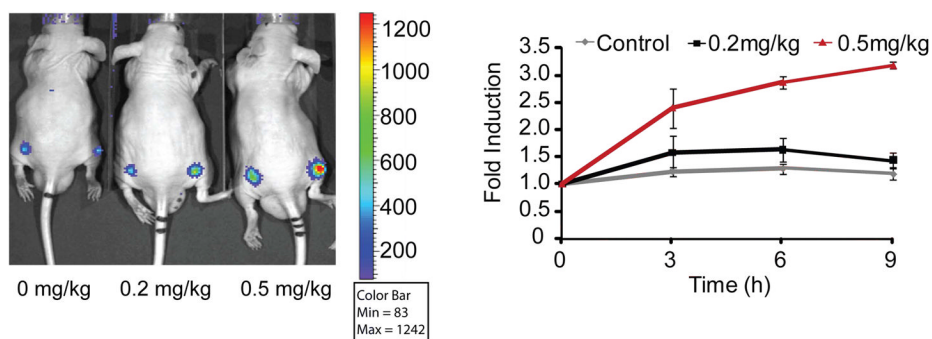 1200
1000
800
600
400
200
0 mg/kg 0.2 mg/kg 0.5 mg/kg
Color Bar
Min = 83
Max = 1242
Control 0.2mg/kg 0.5mg/kg
Fold Induction
3.5
3.0
2.5
2.0
1.5
1.0
0.5
0
0 3 6 9
Time (h)